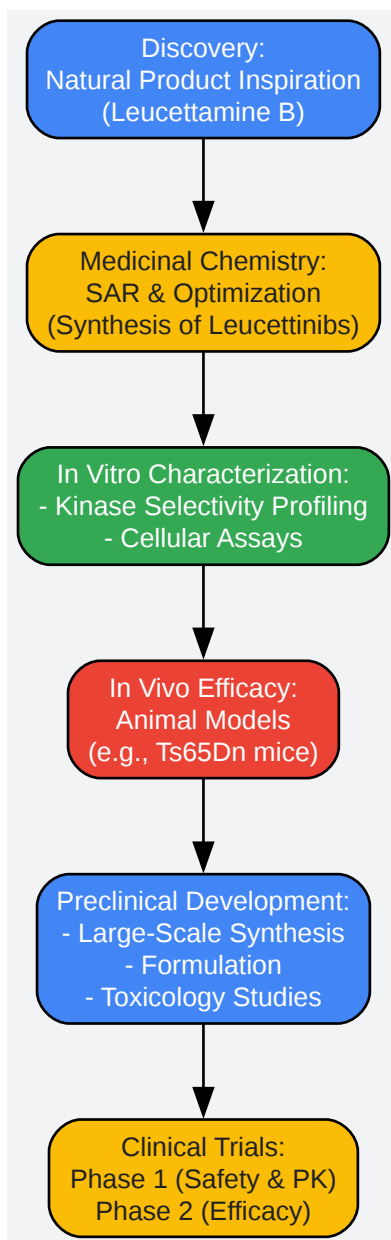 Discovery:
Natural Product Inspiration
(Leucettamine B)
Medicinal Chemistry:
SAR & Optimization
(Synthesis of Leucettinibs)
In Vitro Characterization:
- Kinase Selectivity Profiling
- Cellular Assays
In Vivo Efficacy:
Animal Models
(e.g., Ts65Dn mice)
Preclinical Development:
- Large-Scale Synthesis
- Formulation
- Toxicology Studies
Clinical Trials:
Phase 1 (Safety & PK)
Phase 2 (Efficacy)